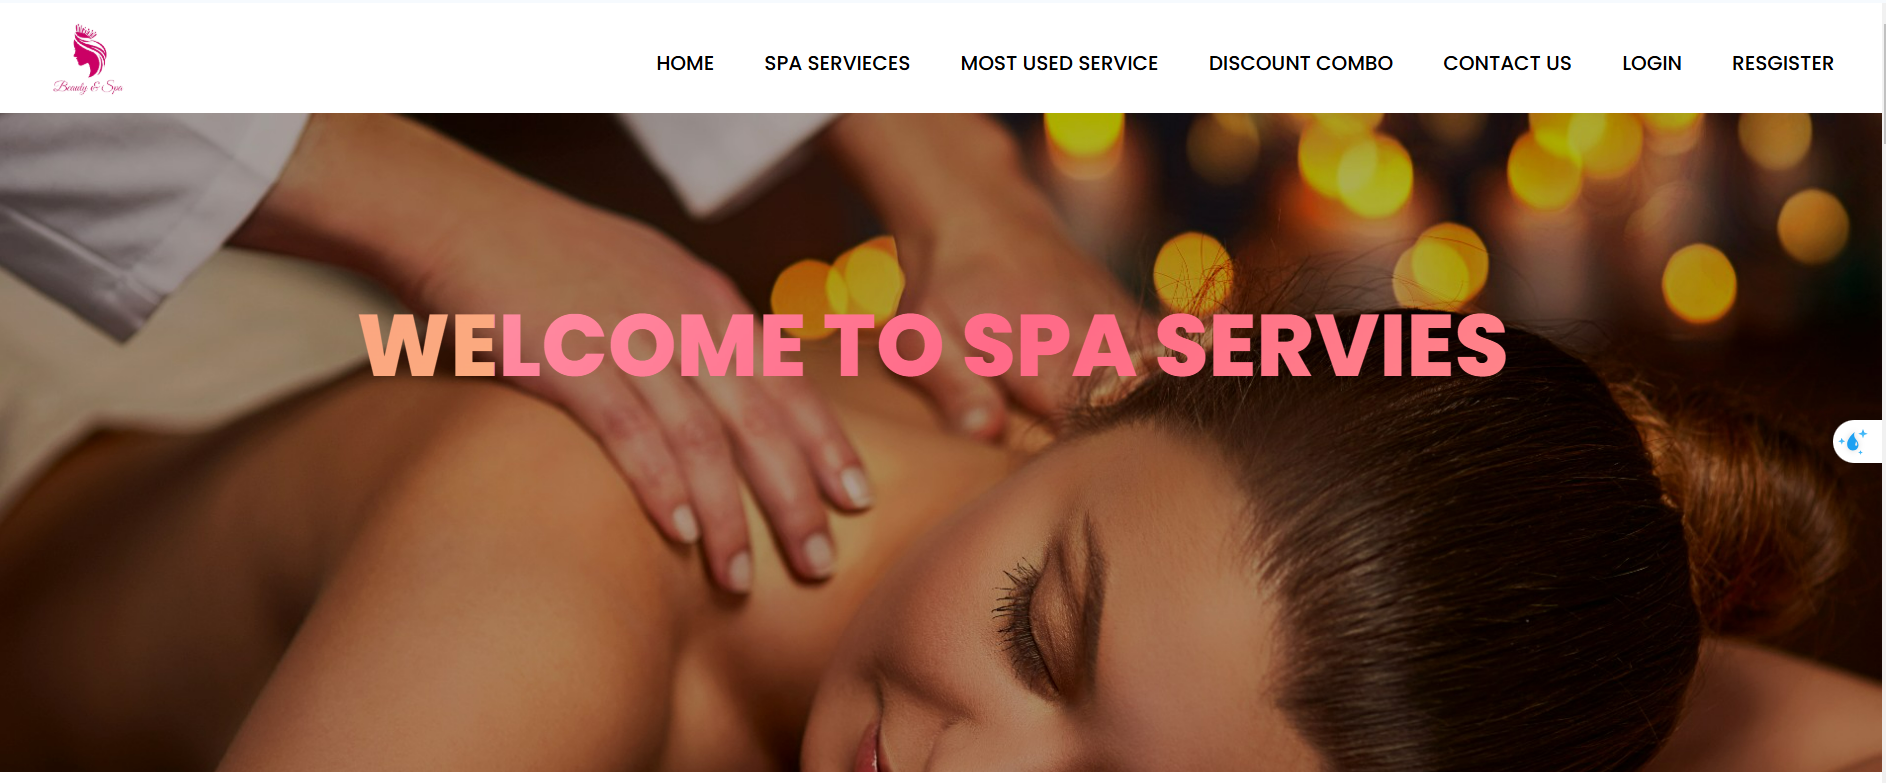 Beauty & Spa
HOME SPA SERVIECES MOST USED SERVICE DISCOUNT COMBO CONTACT US LOGIN RESGISTER
WELCOME TO SPA SERVIES